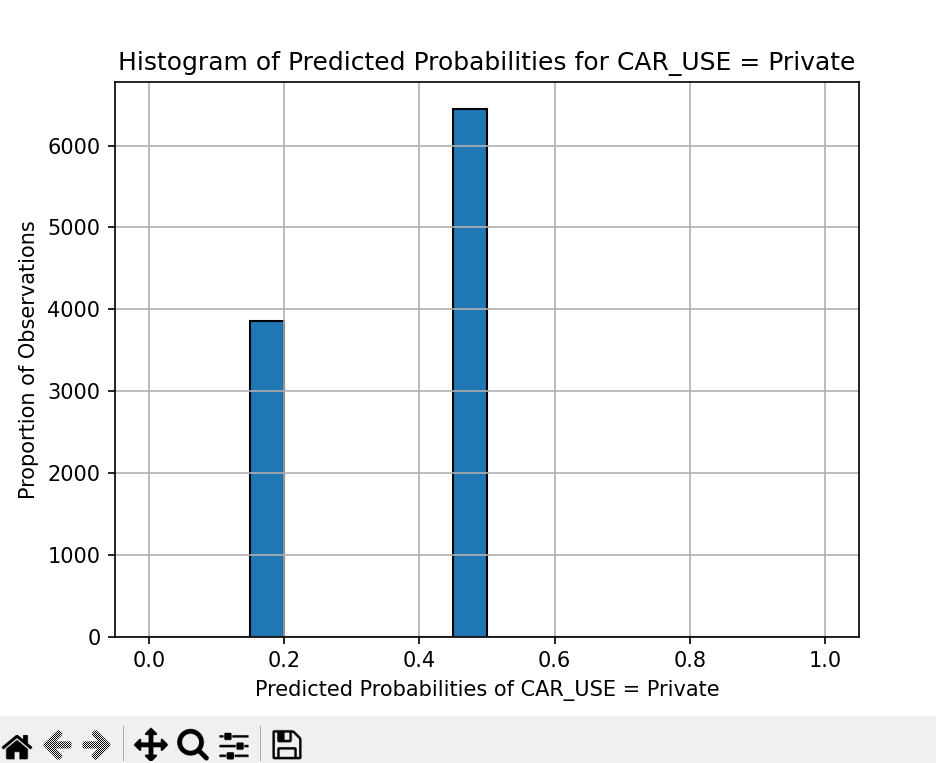 Histogram of Predicted Probabilities for CAR_USE = Private
Proportion of Observations
6000
5000
4000
3000
2000
1000
0
0.0 0.2 0.4 0.6 0.8 1.0
Predicted Probabilities of CAR_USE = Private